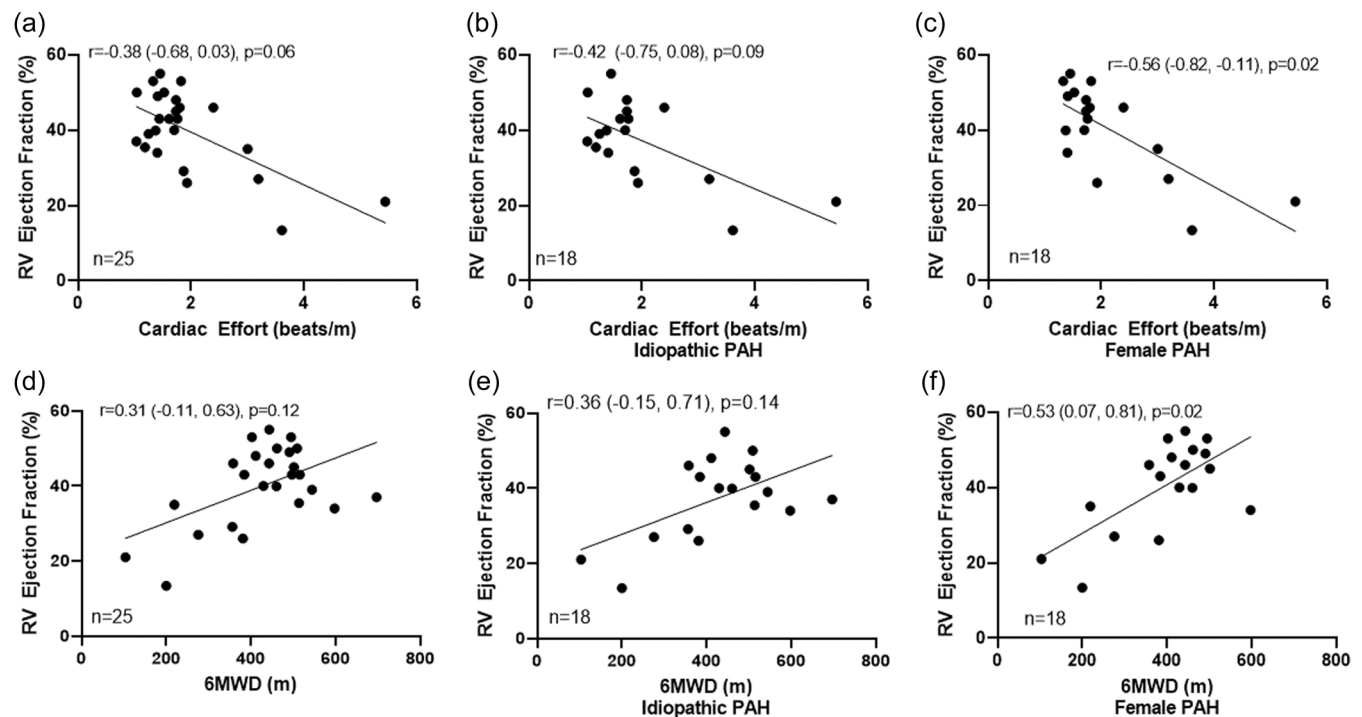 (a)
r=-0.38 (-0.68, 0.03), p=0.06
60
40
20
0
RV Ejection Fraction (%)
n=25
0
2
4
6
Cardiac Effort (beats/m)
(b)
r=-0.42 (-0.75, 0.08), p=0.09
60
40
20
0
RV Ejection Fraction (%)
n=18
0
2
4
6
Cardiac Effort (beats/m)
Idiopathic PAH
(c)
r=-0.56 (-0.82, -0.11), p=0.02
60
40
20
0
RV Ejection Fraction (%)
n=18
0
2
4
6
Cardiac Effort (beats/m)
Female PAH
(d)
r=0.31 (-0.11, 0.63), p=0.12
60
40
20
0
RV Ejection Fraction (%)
n=25
0
200
400
600
800
6MWD (m)
(e)
r=0.36 (-0.15, 0.71), p=0.14
60
40
20
0
RV Ejection Fraction (%)
n=18
0
200
400
600
800
6MWD (m)
Idiopathic PAH
(f)
r=0.53 (0.07, 0.81), p=0.02
60
40
20
0
RV Ejection Fraction (%)
n=18
0
200
400
600
800
6MWD (m)
Female PAH